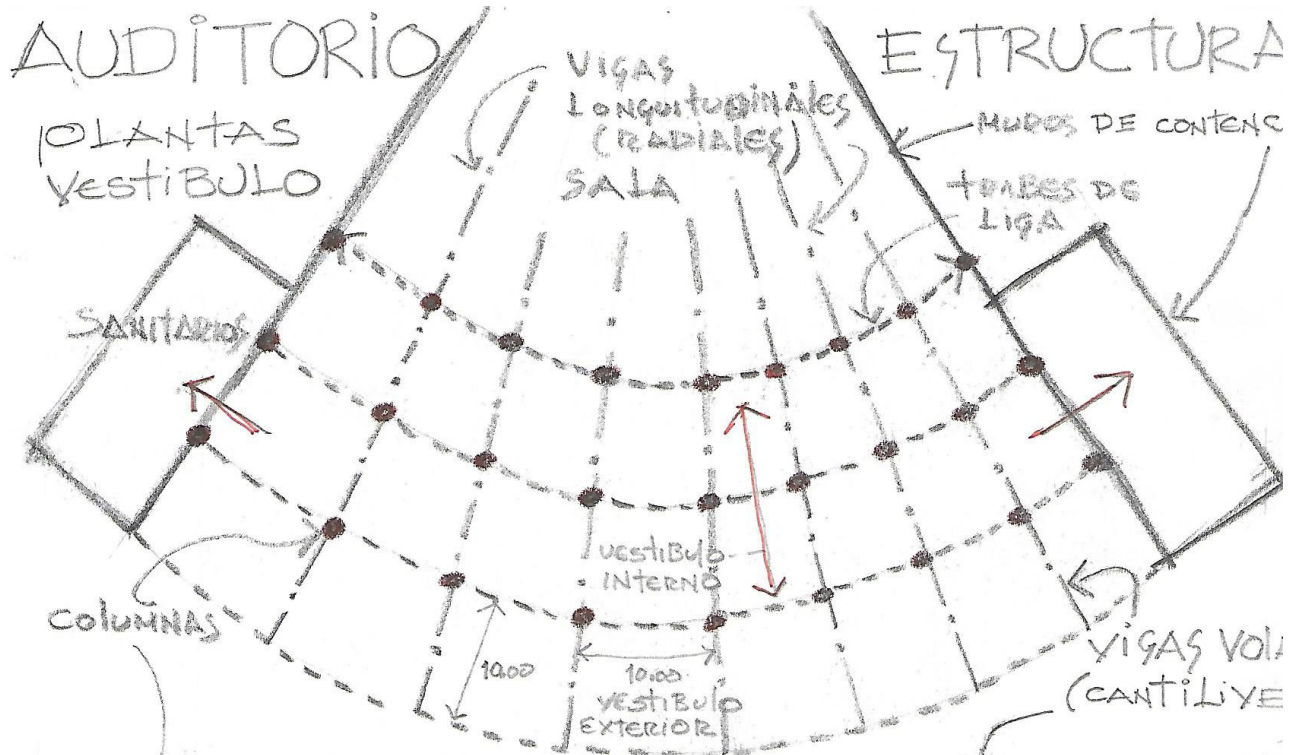 AUDITORIO
PLANTAS
VESTIBULO
ESTRUCTURA
VIGAS
LONGUITUDINALES
(RADIALES)
SALA
MUROS DE CONTENC
TRABES DE
LIGA
SANITARIOS
VESTIBULO
INTERNO
COLUMNAS
10.00
10.00
VESTIBULO
EXTERIOR
VIGAS VOLA
(CANTILIVE